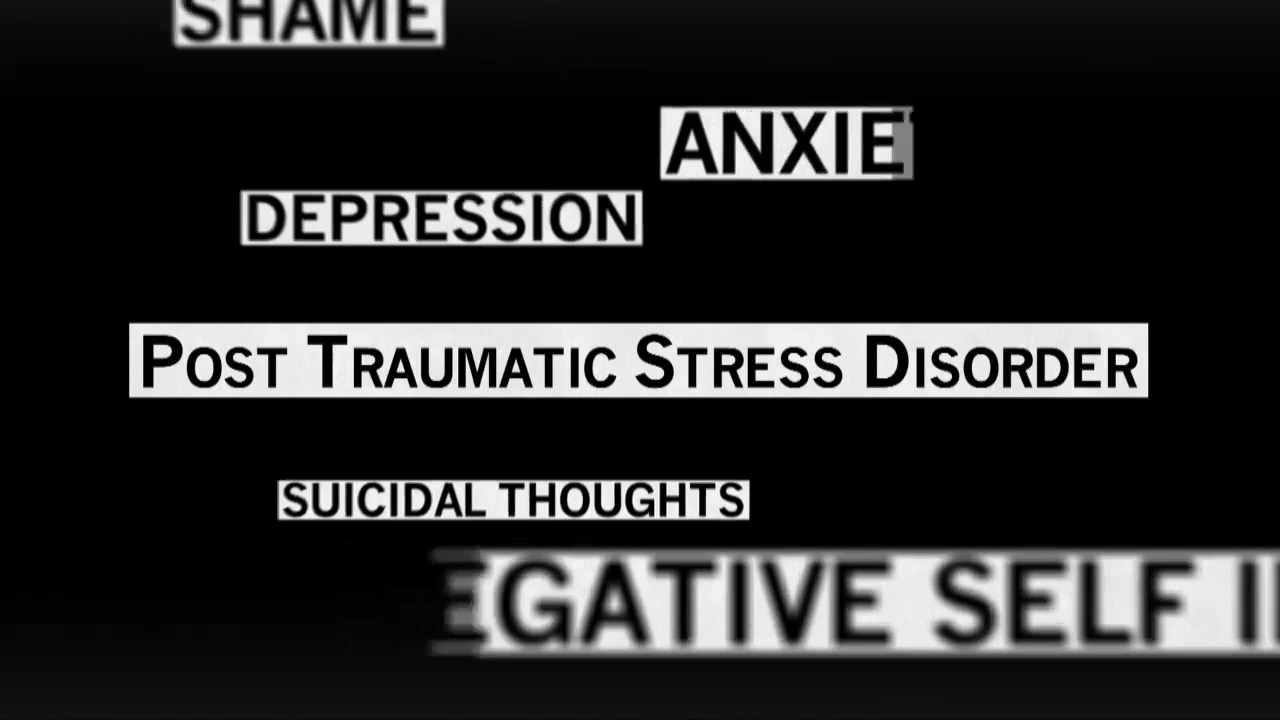 SHAME
ANXIE
DEPRESSION
POST TRAUMATIC STRESS DISORDER
SUICIDAL THOUGHTS
EGATIVE SELF I